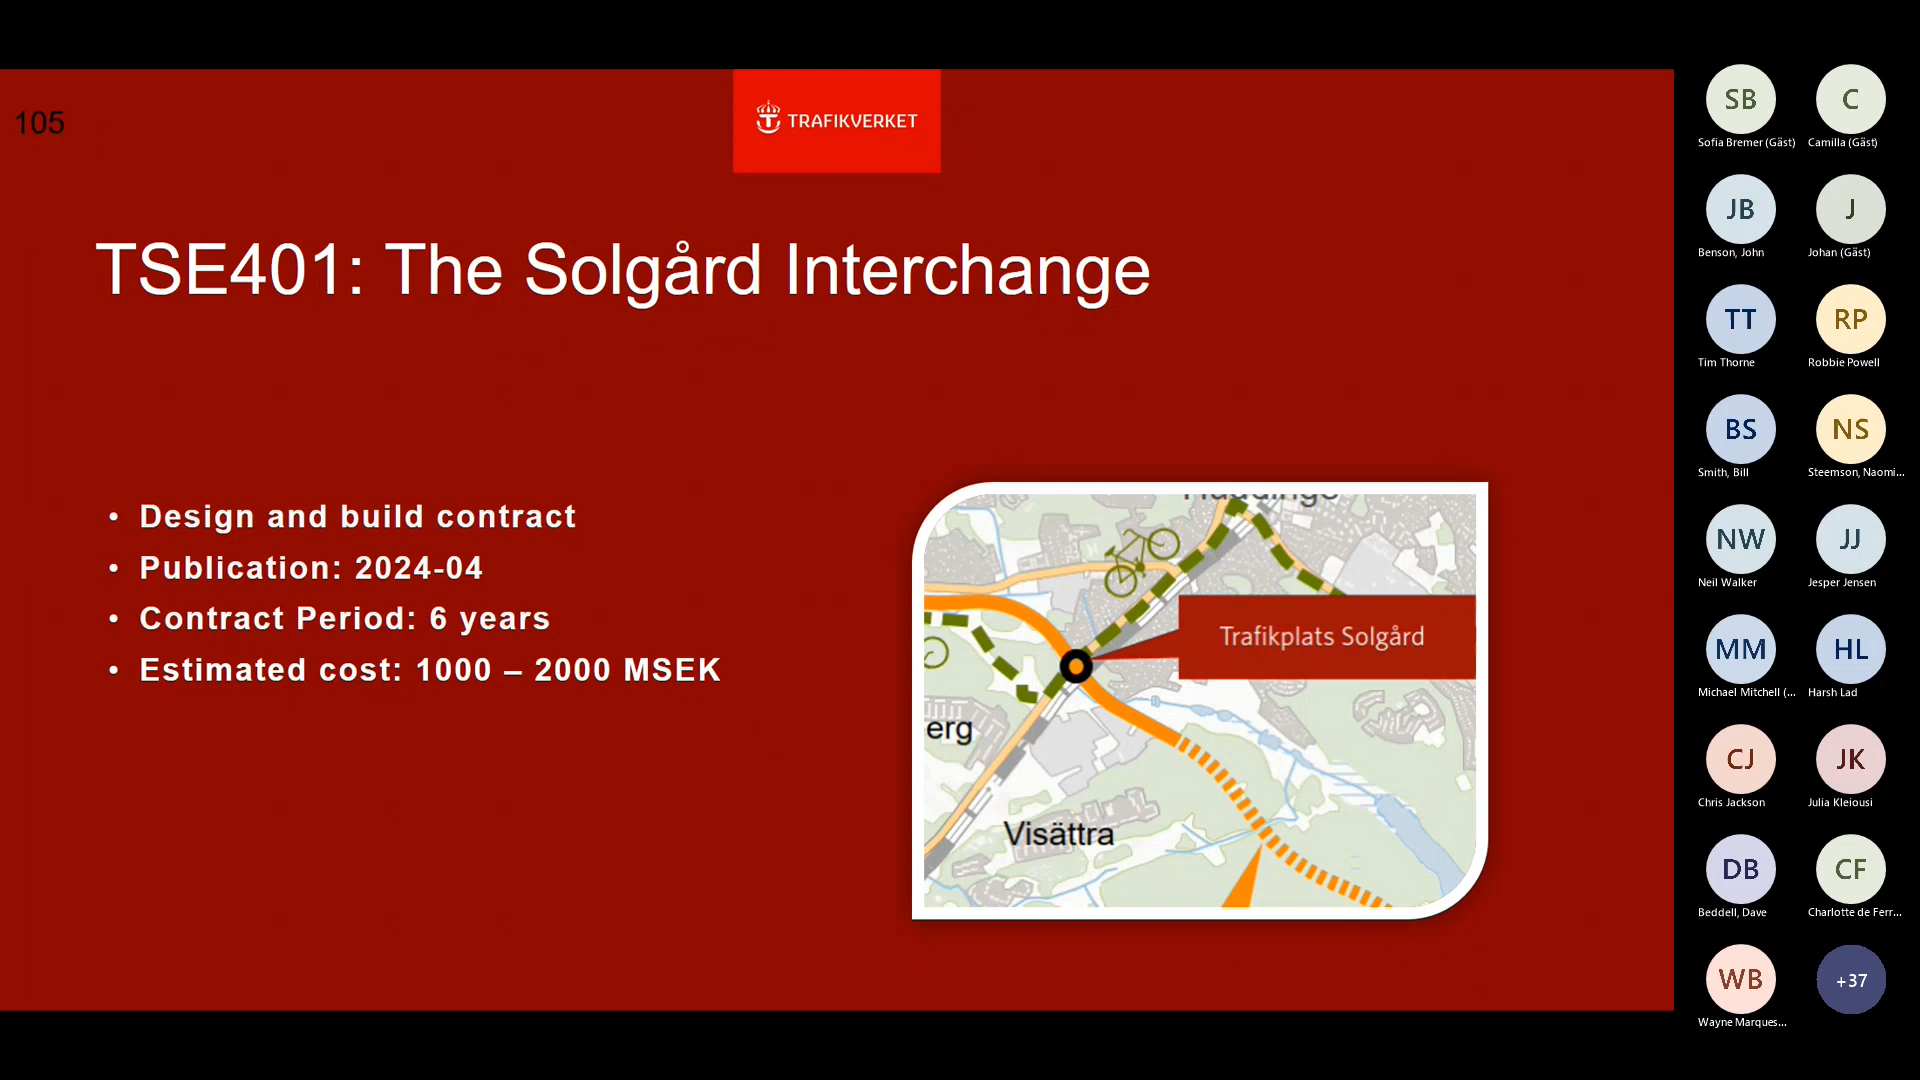 105
TRAFIKVERKET
TSE401: The Solgård Interchange
• Design and build contract
• Publication: 2024-04
• Contract Period: 6 years
• Estimated cost: 1000 – 2000 MSEK
Huddinge
Trafikplats Solgård
erg
Visättra
SB
Sofia Bremer (Gäst)
C
Camilla (Gäst)
JB
Benson, John
J
Johan (Gäst)
TT
Tim Thorne
RP
Robbie Powell
BS
Smith, Bill
NS
Steemson, Naomi...
NW
Neil Walker
JJ
Jesper Jensen
MM
Michael Mitchell (...
HL
Harsh Lad
CJ
Chris Jackson
JK
Julia Kleiousi
DB
Beddell, Dave
CF
Charlotte de Ferr...
WB
Wayne Marques...
+37